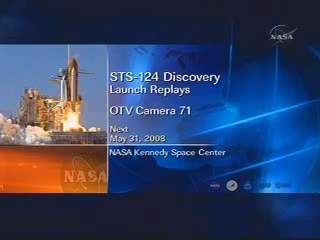 NASA
STS-124 Discovery
Launch Replays
OTV Camera 71
Next
May 31, 2008
NASA Kennedy Space Center
NASA